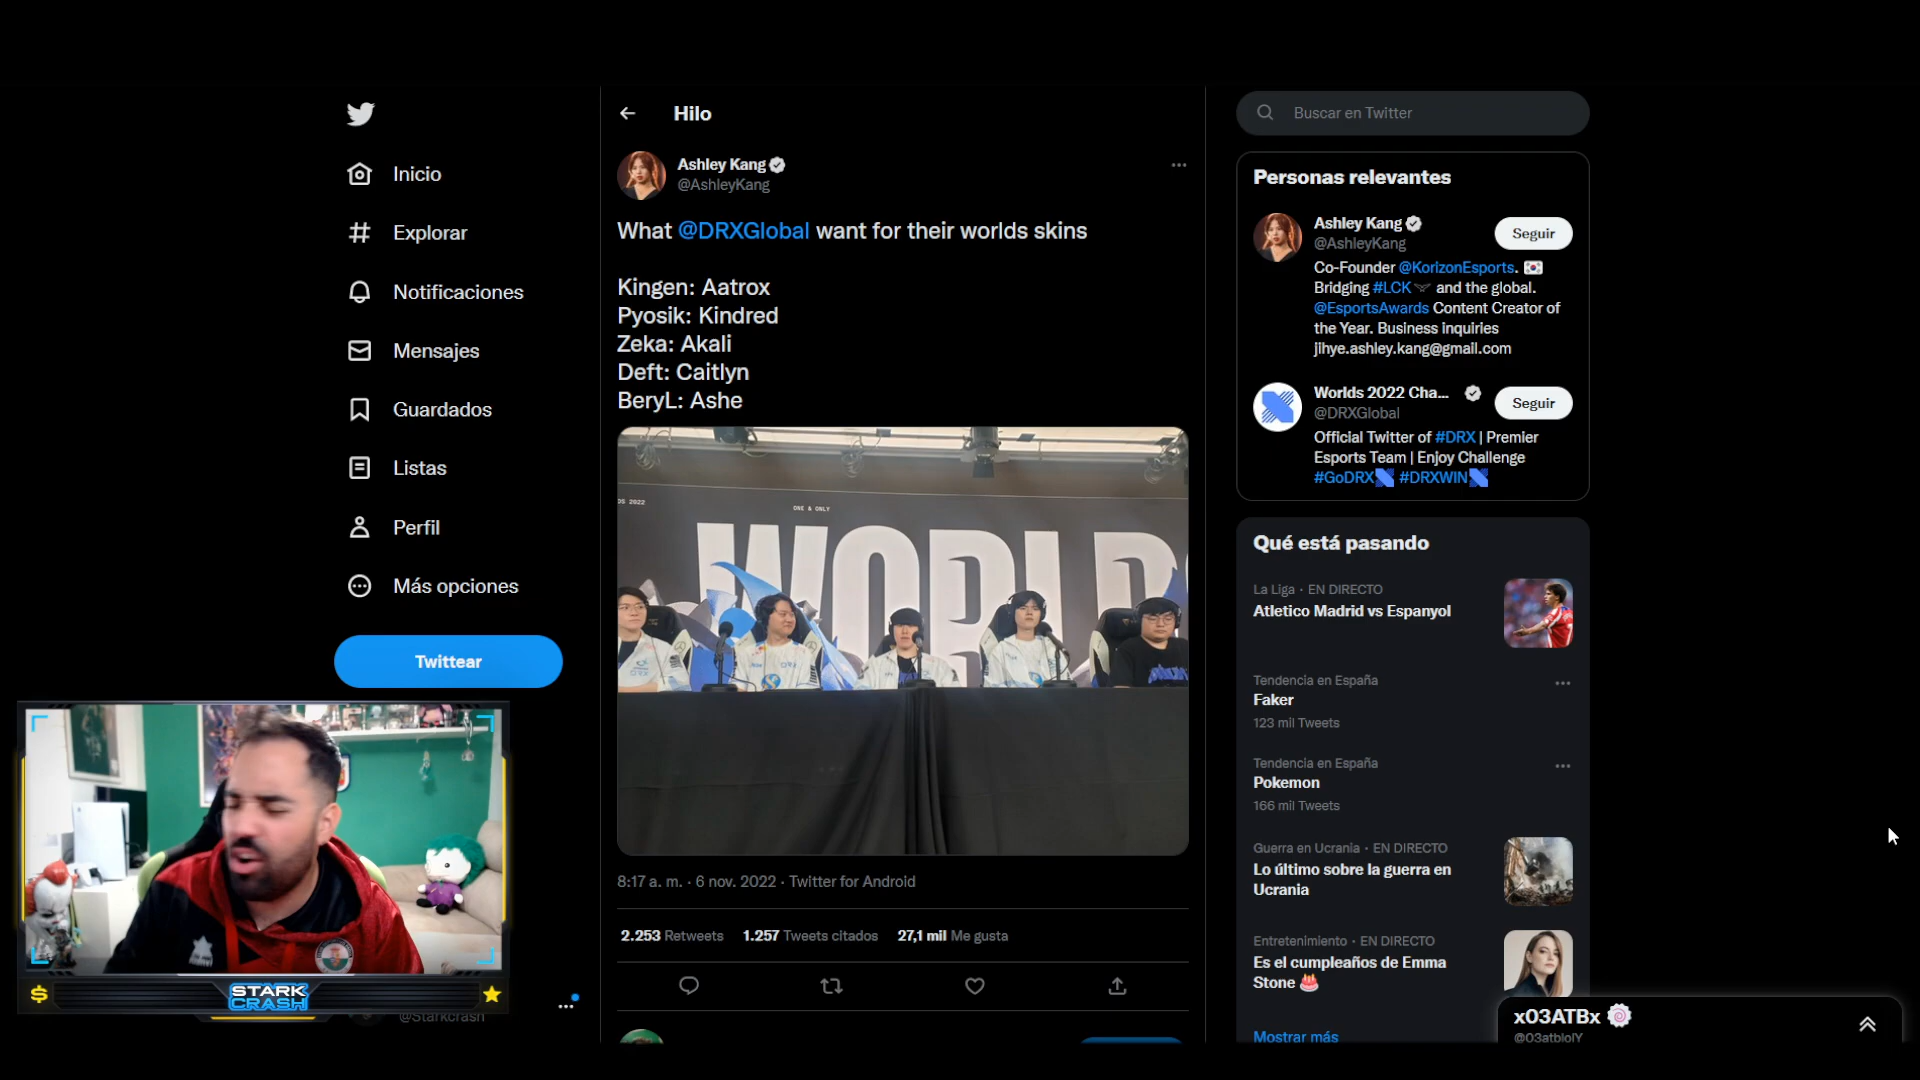 Inicio
Explorar
Notificaciones
Mensajes
Guardados
Listas
Perfil
Más opciones
Twittear
STARK
CRASH
@Starkcrash
Hilo
Ashley Kang
@AshleyKang
What @DRXGlobal want for their worlds skins
Kingen: Aatrox
Pyosik: Kindred
Zeka: Akali
Deft: Caitlyn
BeryL: Ashe
DS 2022
ONE & ONLY
WORLD
8:17 a. m. · 6 nov. 2022 · Twitter for Android
2.253 Retweets 1.257 Tweets citados 27,1 mil Me gusta
Buscar en Twitter
Personas relevantes
Ashley Kang
@AshleyKang
Seguir
Co-Founder @KorizonEsports. 🇰🇷
Bridging #LCK and the global.
@EsportsAwards Content Creator of
the Year. Business inquiries
jihye.ashley.kang@gmail.com
Worlds 2022 Cha...
@DRXGlobal
Seguir
Official Twitter of #DRX | Premier
Esports Team | Enjoy Challenge
#GoDRX #DRXWIN
Qué está pasando
La Liga · EN DIRECTO
Atletico Madrid vs Espanyol
Tendencia en España
Faker
123 mil Tweets
Tendencia en España
Pokemon
166 mil Tweets
Guerra en Ucrania · EN DIRECTO
Lo último sobre la guerra en
Ucrania
Entretenimiento · EN DIRECTO
Es el cumpleaños de Emma
Stone 🎂
Mostrar más
x03ATBx 🍥